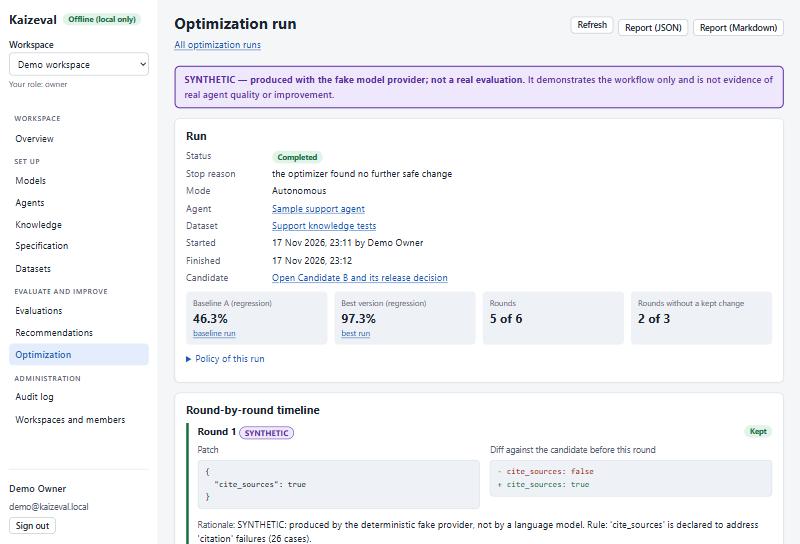 Kaizeval Offline (local only)
Workspace
Demo workspace
Your role: owner
WORKSPACE
Overview
SET UP
Models
Agents
Knowledge
Specification
Datasets
EVALUATE AND IMPROVE
Evaluations
Recommendations
Optimization
ADMINISTRATION
Audit log
Workspaces and members
Demo Owner
demo@kaizeval.local
Sign out
Optimization run
Refresh Report (JSON) Report (Markdown)
All optimization runs
SYNTHETIC — produced with the fake model provider; not a real evaluation. It demonstrates the workflow only and is not evidence of
real agent quality or improvement.
Run
Status Completed
Stop reason the optimizer found no further safe change
Mode Autonomous
Agent Sample support agent
Dataset Support knowledge tests
Started 17 Nov 2026, 23:11 by Demo Owner
Finished 17 Nov 2026, 23:12
Candidate Open Candidate B and its release decision
Baseline A (regression)
46.3%
baseline run
Best version (regression)
97.3%
best run
Rounds
5 of 6
Rounds without a kept change
2 of 3
Policy of this run
Round-by-round timeline
Round 1 SYNTHETIC Kept
Patch
{
"cite_sources": true
}
Diff against the candidate before this round
- cite_sources: false
+ cite_sources: true
Rationale: SYNTHETIC: produced by the deterministic fake provider, not by a language model. Rule: 'cite_sources' is declared to address
'citation' failures (26 cases).